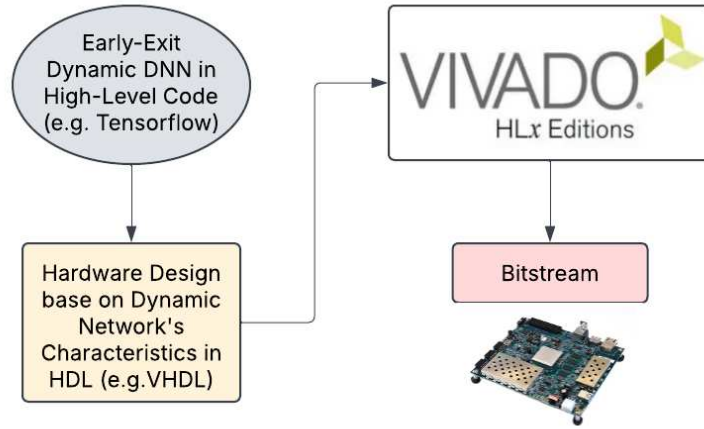 Early-Exit
Dynamic DNN in
High-Level Code
(e.g. Tensorflow)
Hardware Design
base on Dynamic
Network's
Characteristics in
HDL (e.g.VHDL)
VIVADO.
HLx Editions
Bitstream